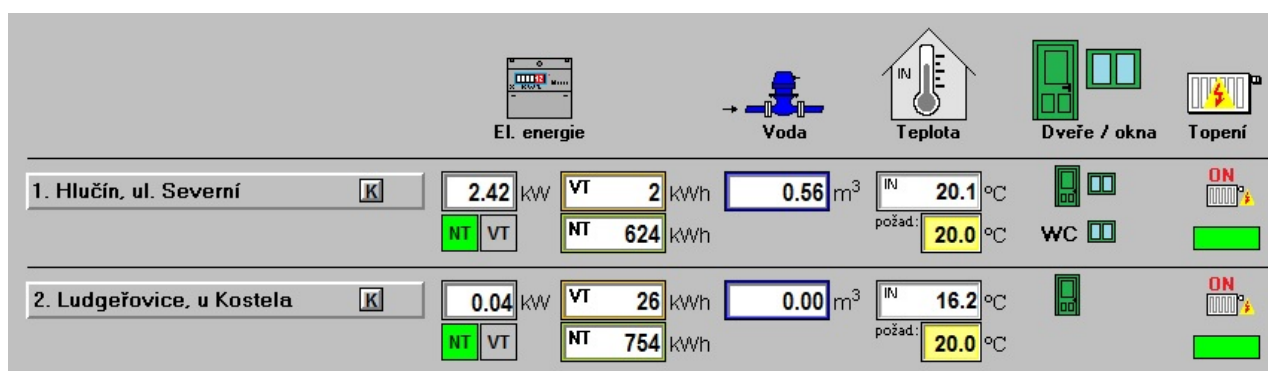 IN
El. energie
Voda
Teplota
Dveře / okna
Topení
1. Hlučín, ul. Severní K
2.42 kW VT 2 kWh 0.56 m³ IN 20.1 °C ON
NT VT NT 624 kWh požad.: 20.0 °C WC
2. Ludgeřovice, u Kostela K
0.04 kW VT 26 kWh 0.00 m³ IN 16.2 °C ON
NT VT NT 754 kWh požad.: 20.0 °C